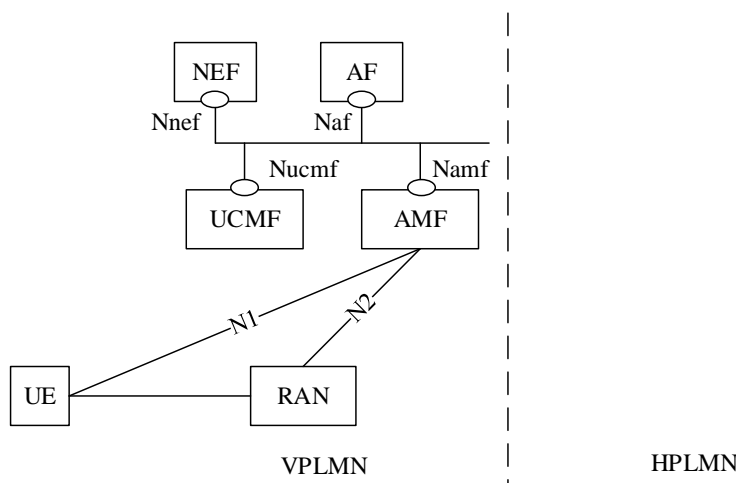 NEF
AF
Nnef
Naf
Nucmf
Namf
UCMF
AMF
N1
N2
UE
RAN
VPLMN
HPLMN